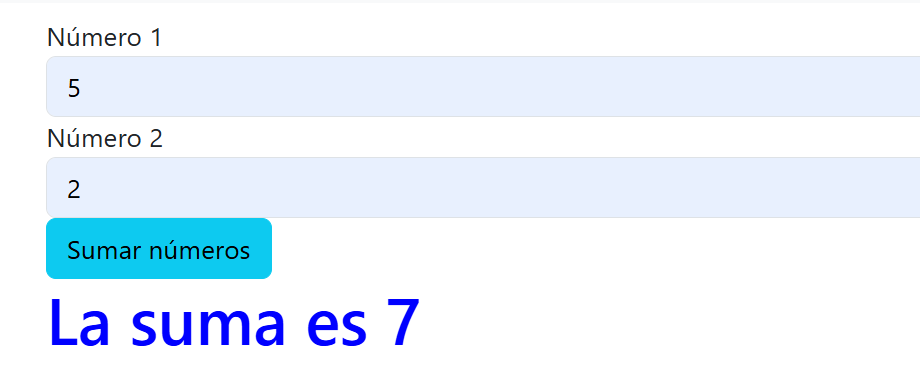 Número 1
5
Número 2
2
Sumar números
La suma es 7